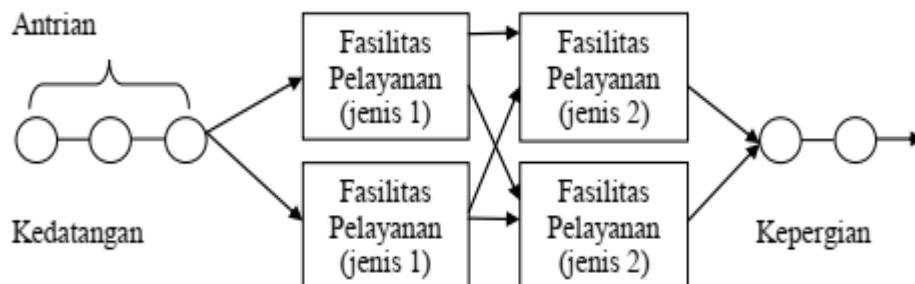 Antrian
Fasilitas
Pelayanan
(jenis 1)
Fasilitas
Pelayanan
(jenis 2)
Kedatangan
Fasilitas
Pelayanan
(jenis 1)
Fasilitas
Pelayanan
(jenis 2)
Kepergian